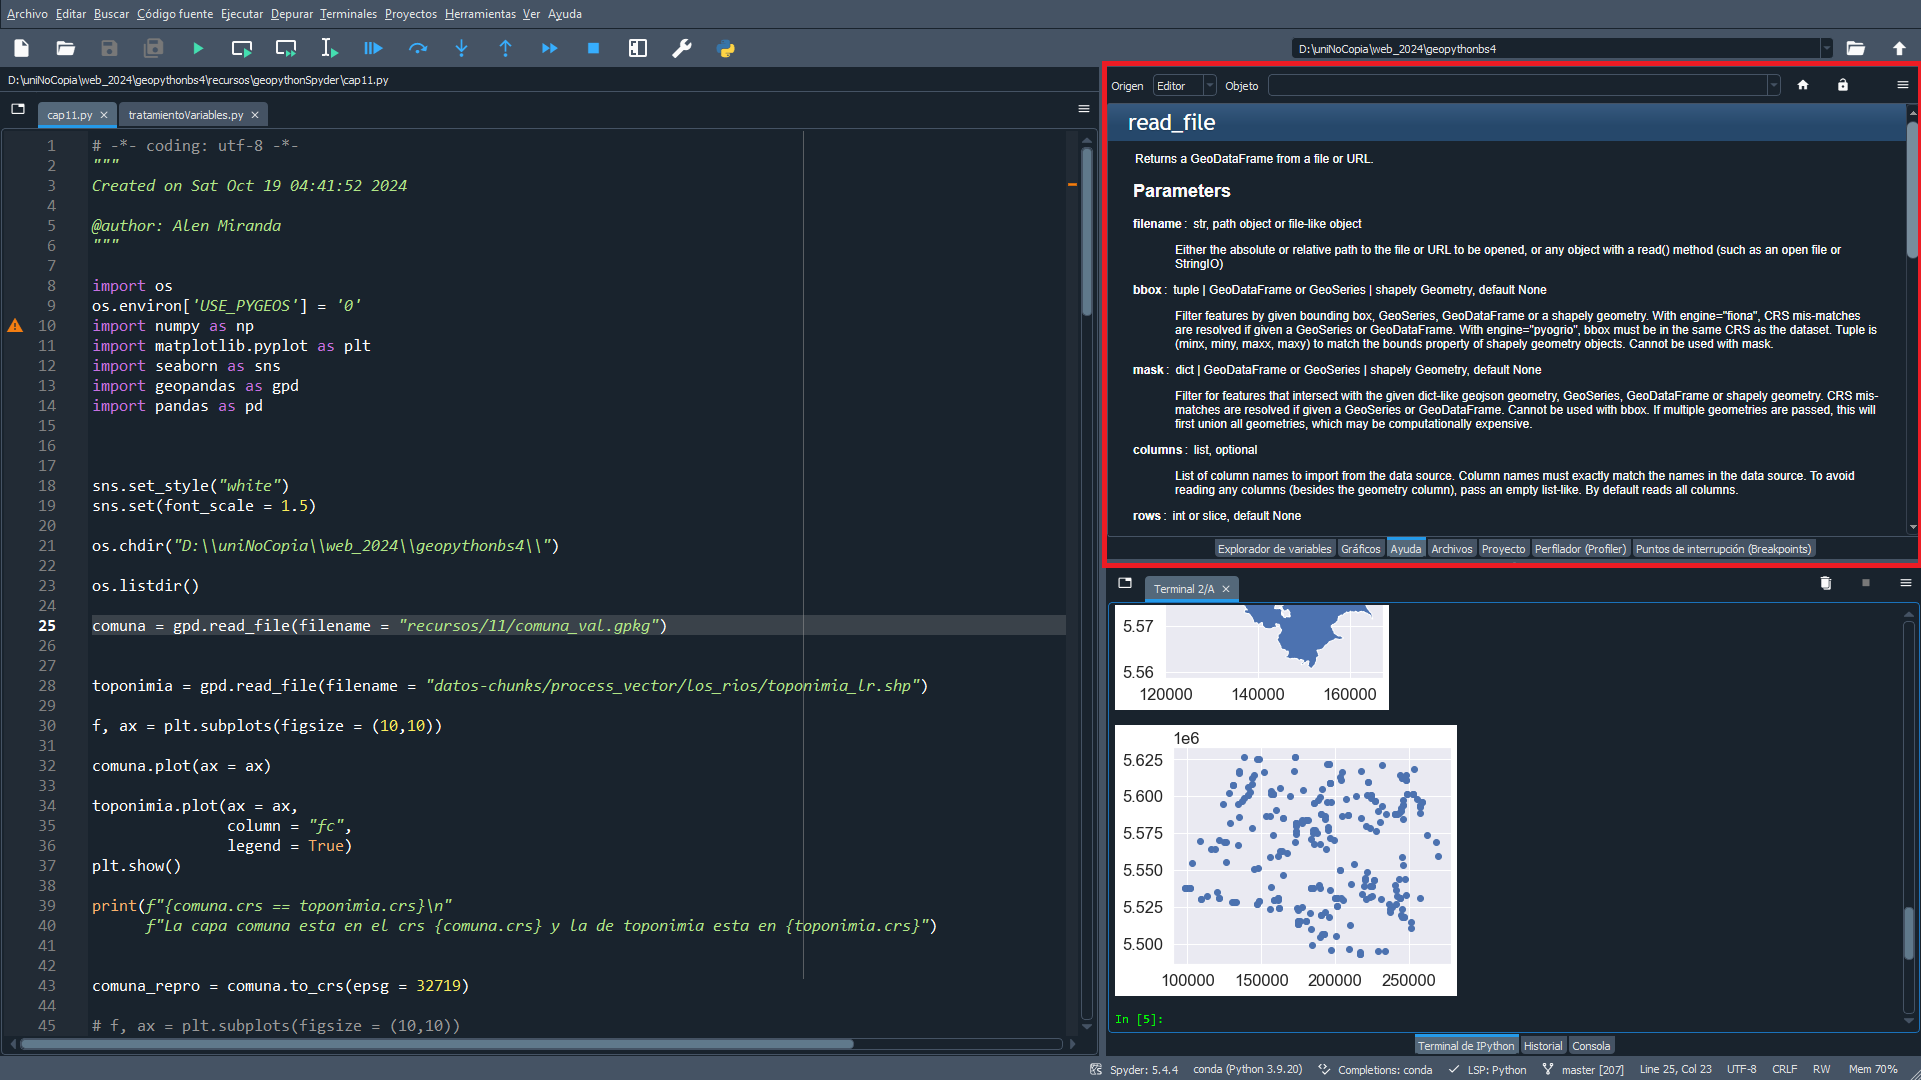 Archivo Editar Buscar Código fuente Ejecutar Depurar Terminales Proyectos Herramientas Ver Ayuda
D:\uniNoCopia\web_2024\geopythonbs4
D:\uniNoCopia\web_2024\geopythonbs4\recursos\geopythonSpyder\cap11.py
cap11.py tratamientoVariables.py
1 # -*- coding: utf-8 -*-
2 """
3 Created on Sat Oct 19 04:41:52 2024
4
5 @author: Alen Miranda
6 """
7
8 import os
9 os.environ['USE_PYGEOS'] = '0'
10 import numpy as np
11 import matplotlib.pyplot as plt
12 import seaborn as sns
13 import geopandas as gpd
14 import pandas as pd
15
16
17
18 sns.set_style("white")
19 sns.set(font_scale = 1.5)
20
21 os.chdir("D:\\uniNoCopia\\web_2024\\geopythonbs4\\")
22
23 os.listdir()
24
25 comuna = gpd.read_file(filename = "recursos/11/comuna_val.gpkg")
26
27
28 toponimia = gpd.read_file(filename = "datos-chunks/process_vector/los_rios/toponimia_lr.shp")
29
30 f, ax = plt.subplots(figsize = (10,10))
31
32 comuna.plot(ax = ax)
33
34 toponimia.plot(ax = ax,
35 column = "fc",
36 legend = True)
37 plt.show()
38
39 print(f"{comuna.crs == toponimia.crs}\n"
40 f"La capa comuna esta en el crs {comuna.crs} y la de toponimia esta en {toponimia.crs}")
41
42
43 comuna_repro = comuna.to_crs(epsg = 32719)
44
45 # f, ax = plt.subplots(figsize = (10,10))
Origen Editor Objeto
read_file
Returns a GeoDataFrame from a file or URL.
Parameters
filename : str, path object or file-like object
Either the absolute or relative path to the file or URL to be opened, or any object with a read() method (such as an open file or
StringIO)
bbox : tuple | GeoDataFrame or GeoSeries | shapely Geometry, default None
Filter features by given bounding box, GeoSeries, GeoDataFrame or a shapely geometry. With engine="fiona", CRS mis-matches
are resolved if given a GeoSeries or GeoDataFrame. With engine="pyogrio", bbox must be in the same CRS as the dataset. Tuple is
(minx, miny, maxx, maxy) to match the bounds property of shapely geometry objects. Cannot be used with mask.
mask : dict | GeoDataFrame or GeoSeries | shapely Geometry, default None
Filter for features that intersect with the given dict-like geojson geometry, GeoSeries, GeoDataFrame or shapely geometry. CRS mis-
matches are resolved if given a GeoSeries or GeoDataFrame. Cannot be used with bbox. If multiple geometries are passed, this will
first union all geometries, which may be computationally expensive.
columns : list, optional
List of column names to import from the data source. Column names must exactly match the names in the data source. To avoid
reading any columns (besides the geometry column), pass an empty list-like. By default reads all columns.
rows : int or slice, default None
Explorador de variables Gráficos Ayuda Archivos Proyecto Perfilador (Profiler) Puntos de interrupción (Breakpoints)
Terminal 2/A
5.57
5.56
120000 140000 160000
1e6
5.625
5.600
5.575
5.550
5.525
5.500
100000 150000 200000 250000
In [5]:
Terminal de IPython Historial Consola
Spyder: 5.4.4 conda (Python 3.9.20) Completions: conda LSP: Python master [207] Line 25, Col 23 UTF-8 CRLF RW Mem 70%